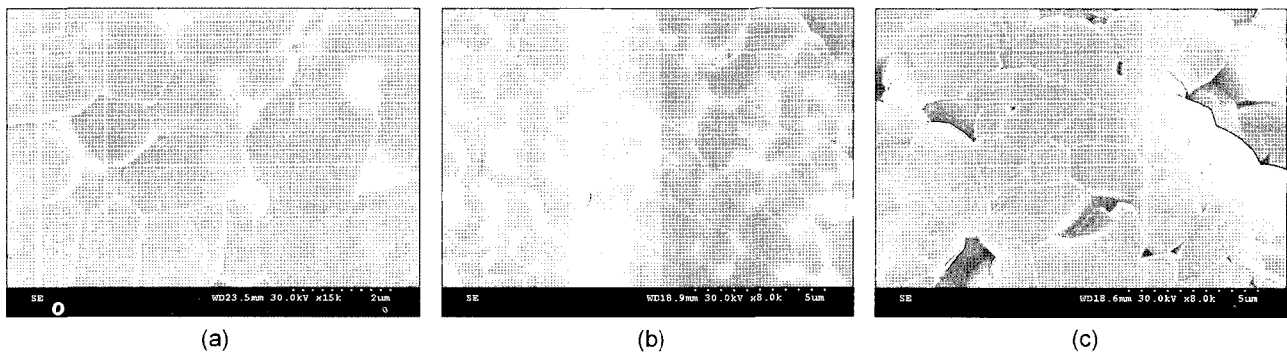 SE WD23.5mm 30.0kV x15k 2um
SE WD18.9mm 30.0kV x8.0k 5um
SE WD18.6mm 30.0kV x8.0k 5um
(a) (b) (c)